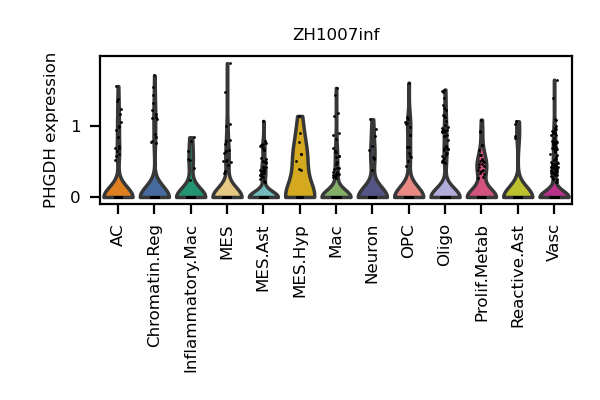 ZH1007inf
PHGDH expression
1
0
AC
Chromatin.Reg
Inflammatory.Mac
MES
MES.Ast
MES.Hyp
Mac
Neuron
OPC
Oligo
Prolif.Metab
Reactive.Ast
Vasc